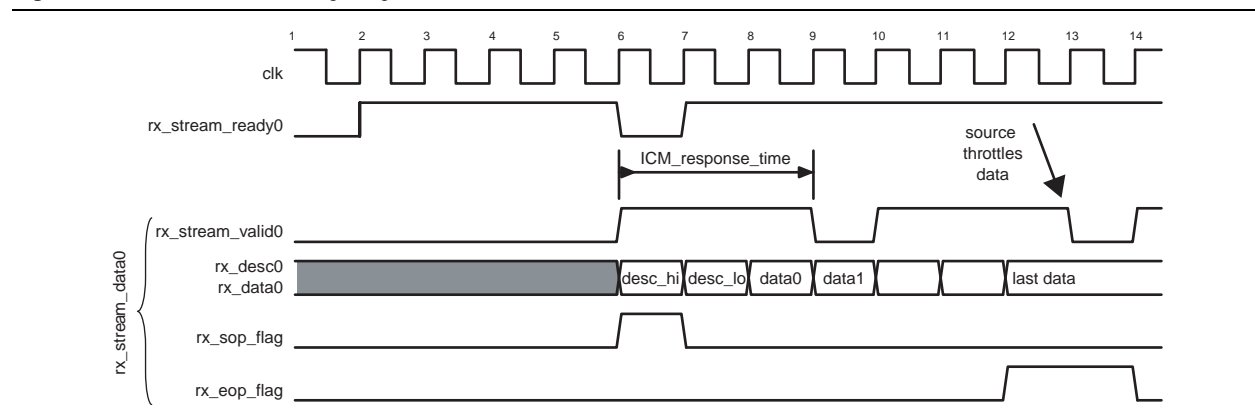 1 2 3 4 5 6 7 8 9 10 11 12 13 14
clk
rx_stream_ready0
source
throttles
data
ICM_response_time
rx_stream_valid0
rx_desc0
rx_data0
desc_hi desc_lo data0 data1 last data
rx_stream_data0
rx_sop_flag
rx_eop_flag